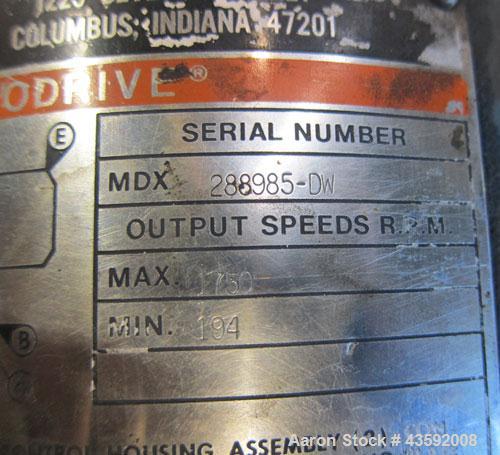 COLUMBUS, INDIANA 47201
ODRIVE®
E
SERIAL NUMBER
MDX 288985-DW
OUTPUT SPEEDS R.P.M.
MAX. 1750
MIN. 194
B
HOUSING ASSEMBLY
Aaron Stock # 43592008